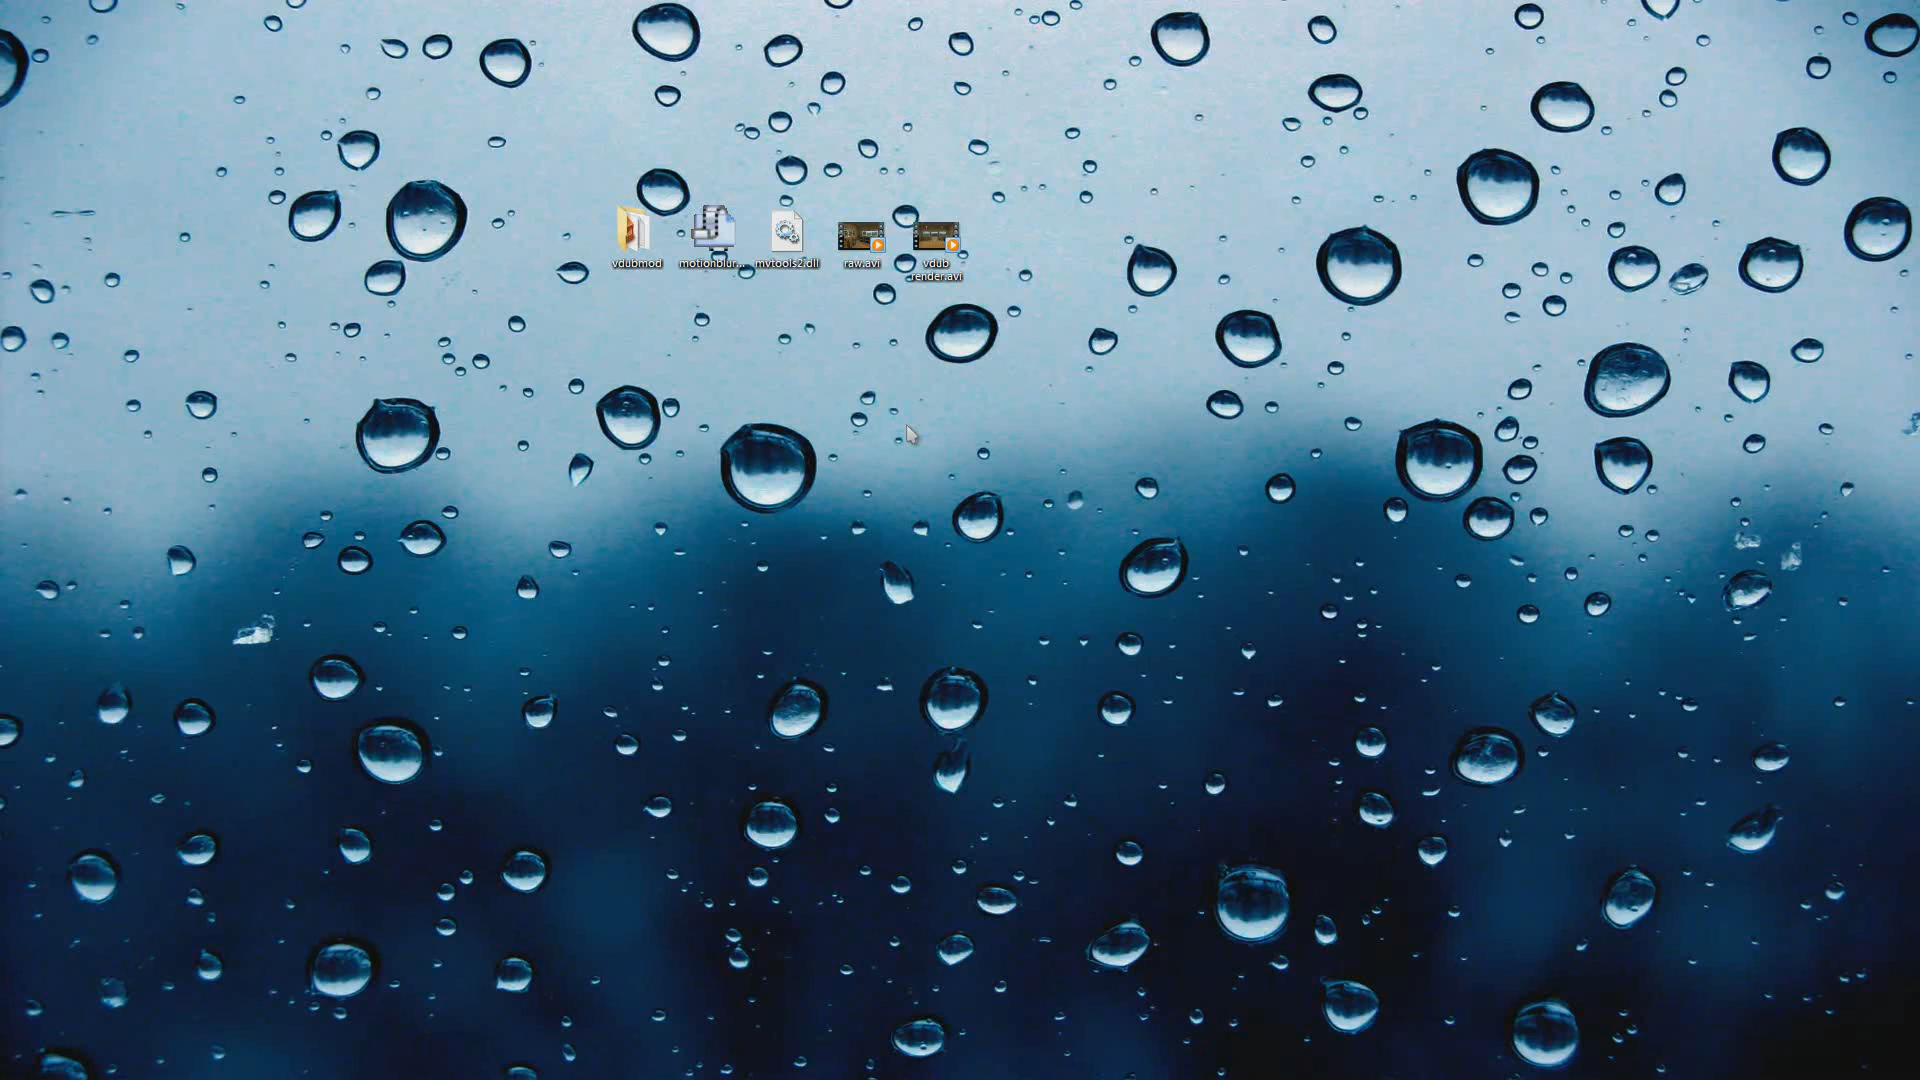 vdubmod
motionblur...
mvtools2.dll
raw.avi
vdub
render.avi